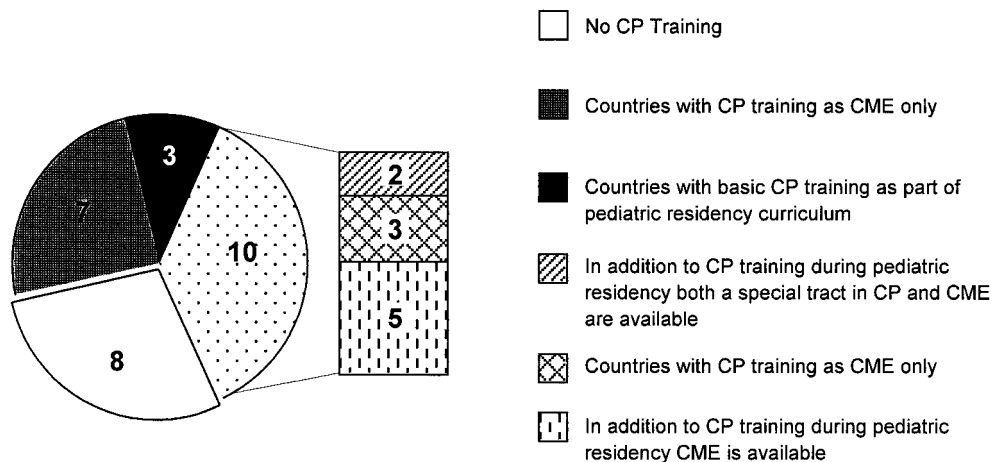 3
7
10
8
2
3
5
No CP Training
Countries with CP training as CME only
Countries with basic CP training as part of
pediatric residency curriculum
In addition to CP training during pediatric
residency both a special tract in CP and CME
are available
Countries with CP training as CME only
In addition to CP training during pediatric
residency CME is available